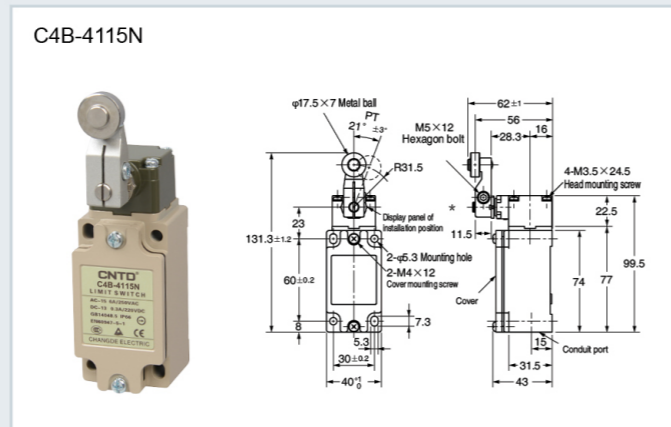 C4B-4115N
CNTD
C4B-4115N
LIMIT SWITCH
CHANGDE ELECTRIC
φ17.5×7 Metal ball
PT
21° ±3°
R31.5
Display panel of
installation position
2-φ5.3 Mounting hole
2-M4×12
Cover mounting screw
7.3
5.3
30±0.2
40+1 0
131.3±1.2
23
60±0.2
8
62±1
56
28.3
16
M5×12
Hexagon bolt
4-M3.5×24.5
Head mounting screw
*
11.5
22.5
99.5
74
77
Cover
15
Conduit port
31.5
43